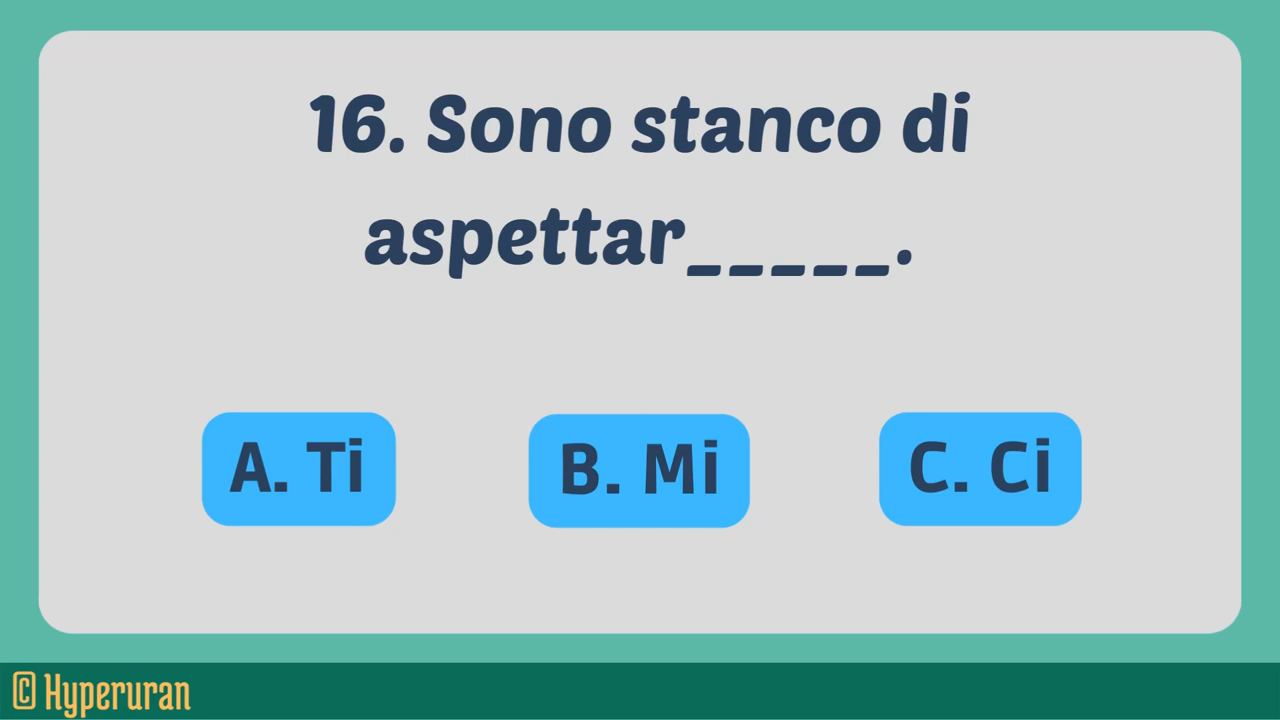 16. Sono stanco di
aspettar_____.
A. Ti
B. Mi
C. Ci
© Hyperuran